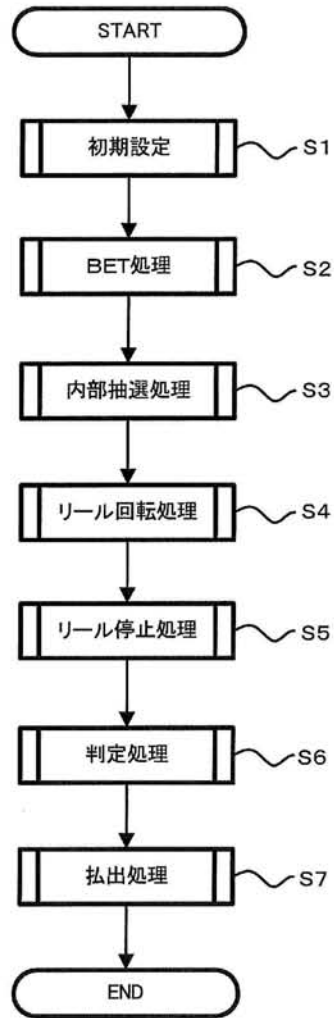 START
初期設定
S1
BET処理
S2
内部抽選処理
S3
リール回転処理
S4
リール停止処理
S5
判定処理
S6
払出処理
S7
END